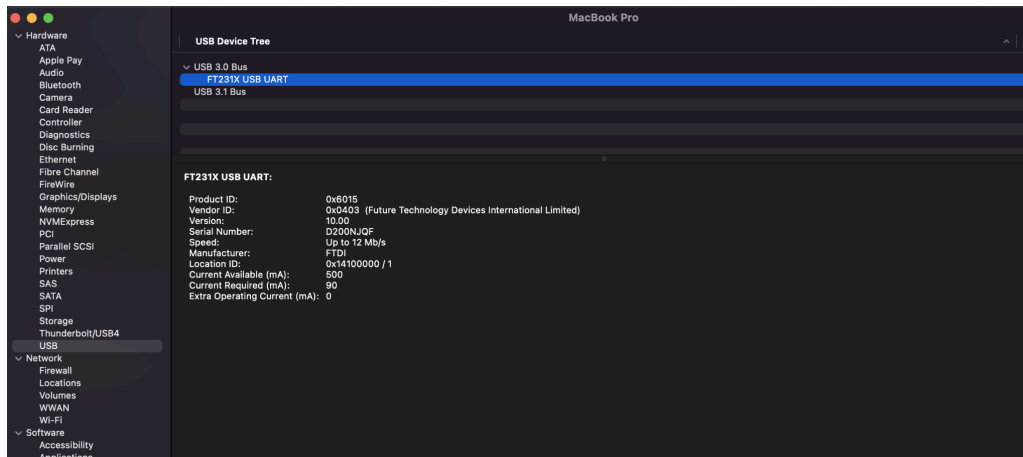 MacBook Pro
Hardware
ATA
Apple Pay
Audio
Bluetooth
Camera
Card Reader
Controller
Diagnostics
Disc Burning
Ethernet
Fibre Channel
FireWire
Graphics/Displays
Memory
NVMExpress
PCI
Parallel SCSI
Power
Printers
SAS
SATA
SPI
Storage
Thunderbolt/USB4
USB
Network
Firewall
Locations
Volumes
WWAN
Wi-Fi
Software
Accessibility
Applications
USB Device Tree
USB 3.0 Bus
FT231X USB UART
USB 3.1 Bus
FT231X USB UART:
Product ID: 0x6015
Vendor ID: 0x0403 (Future Technology Devices International Limited)
Version: 10.00
Serial Number: D200NJQF
Speed: Up to 12 Mb/s
Manufacturer: FTDI
Location ID: 0x14100000 / 1
Current Available (mA): 500
Current Required (mA): 90
Extra Operating Current (mA): 0